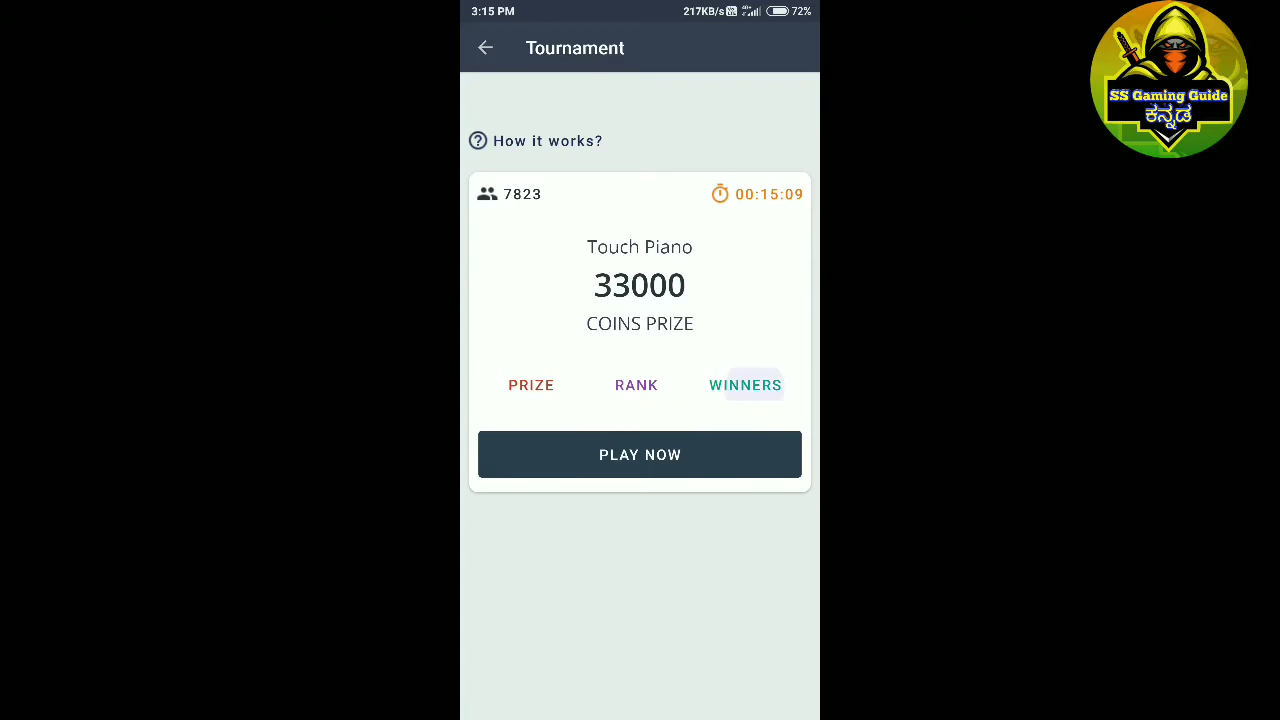 3:15 PM
217KB/s
72%
Tournament
How it works?
7823
00:15:09
Touch Piano
33000
COINS PRIZE
PRIZE
RANK
WINNERS
PLAY NOW
SS Gaming Guide
ಕನ್ನಡ